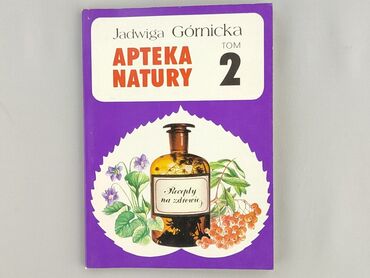 Jadwiga Górnicka
APTEKA
NATURY
TOM
2
Recepty
na zdrowie